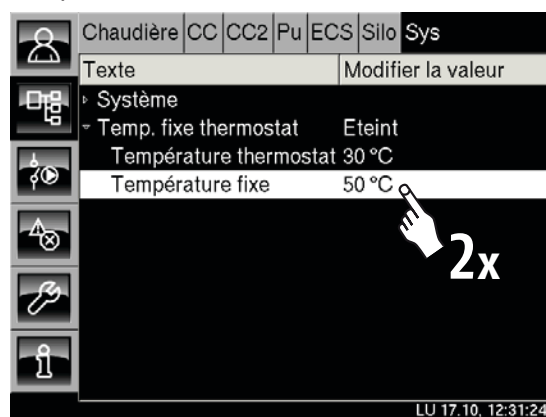 Chaudière CC CC2 Pu ECS Silo Sys
Texte Modifier la valeur
Système
Temp. fixe thermostat Eteint
Température thermostat 30 °C
Température fixe 50 °C
2x
LU 17.10, 12:31:24